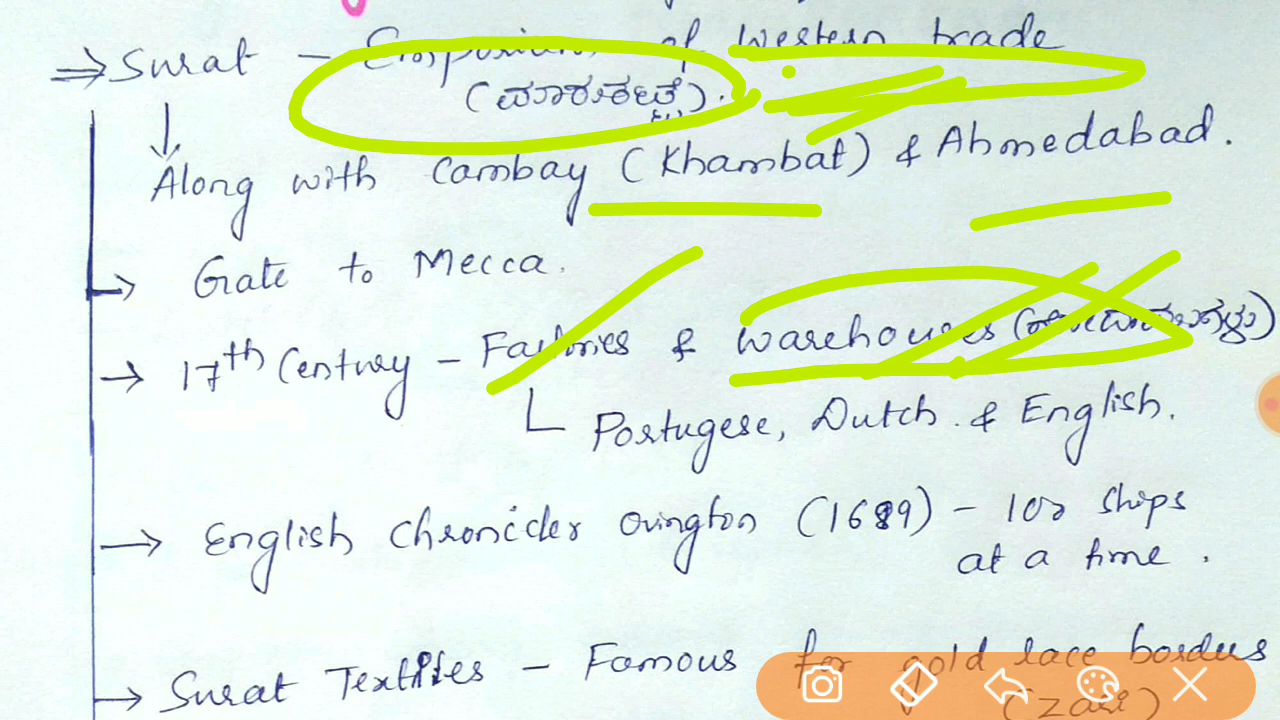 ⇒ Surat – Emporium of Western trade
(ಮಾರುಕಟ್ಟೆ).
Along with Cambay (Khambat) & Ahmedabad.
→ Gate to Mecca.
→ 17th Century – Factories & warehouses
Portugese, Dutch & English.
→ English Chronicler Ovington (1689) – 100 ships
at a time.
→ Surat Textiles – Famous for gold lace borders
(zari)